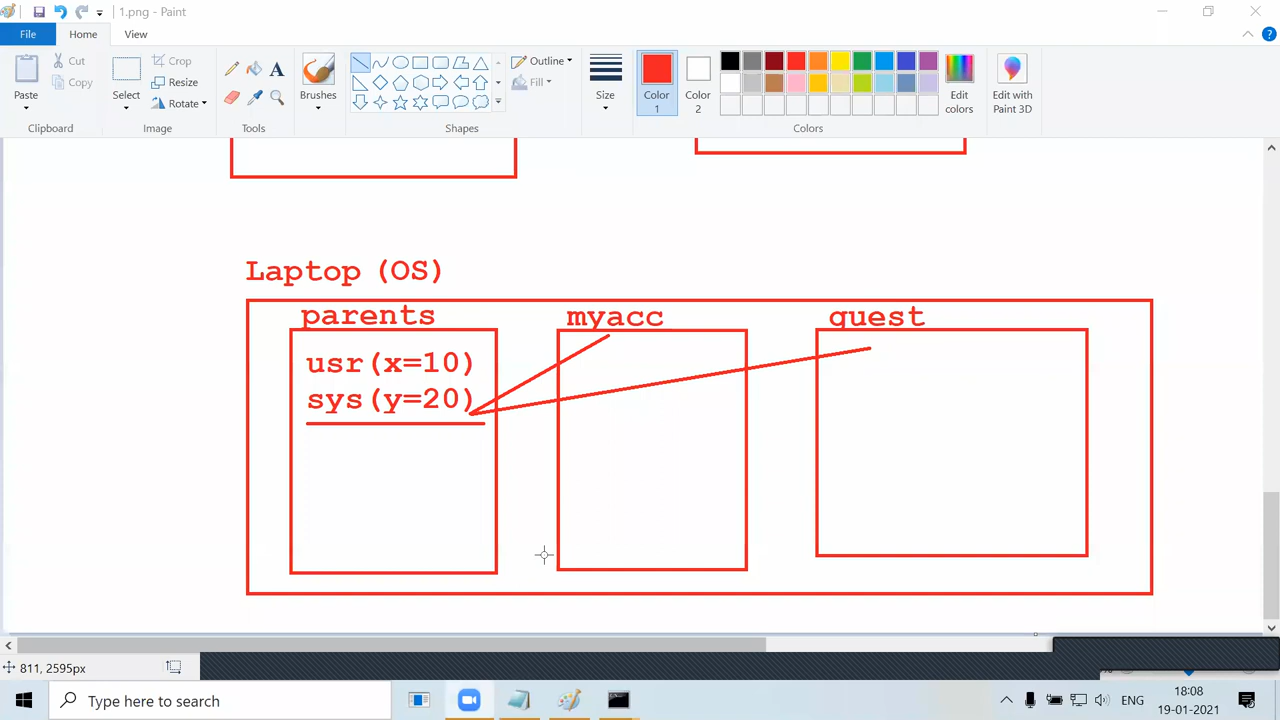 1.png - Paint
File Home View
Cut
Copy
Paste
Clipboard
Crop
Resize
Rotate
Select
Image
A
Tools
Brushes
Outline
Fill
Shapes
Size
Color 1
Color 2
Edit colors
Colors
Edit with Paint 3D
Laptop (OS)
parents myacc guest
usr(x=10)
sys(y=20)
811, 2595px
Type here to search
ENG
18:08
19-01-2021